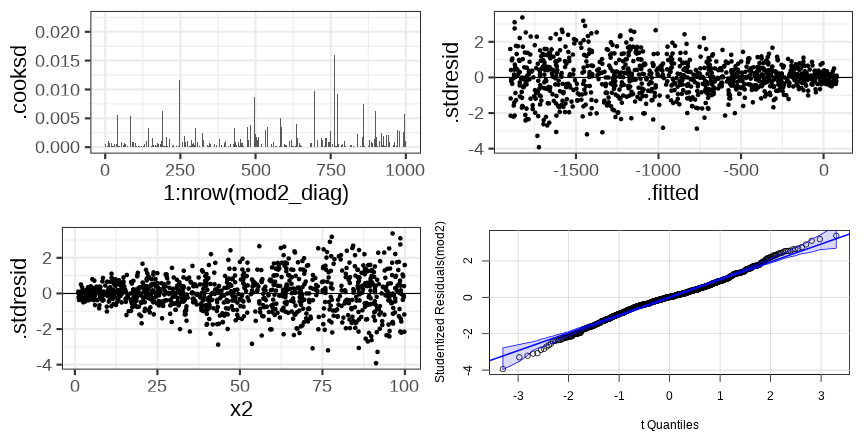 .cooksd
0.020
0.015
0.010
0.005
0.000
0 250 500 750 1000
1:nrow(mod2_diag)
.stdresid
2
0
-2
-4
-1500 -1000 -500 0
.fitted
.stdresid
2
0
-2
-4
0 25 50 75 100
x2
Studentized Residuals(mod2)
2
0
-2
-4
-3 -2 -1 0 1 2 3
t Quantiles